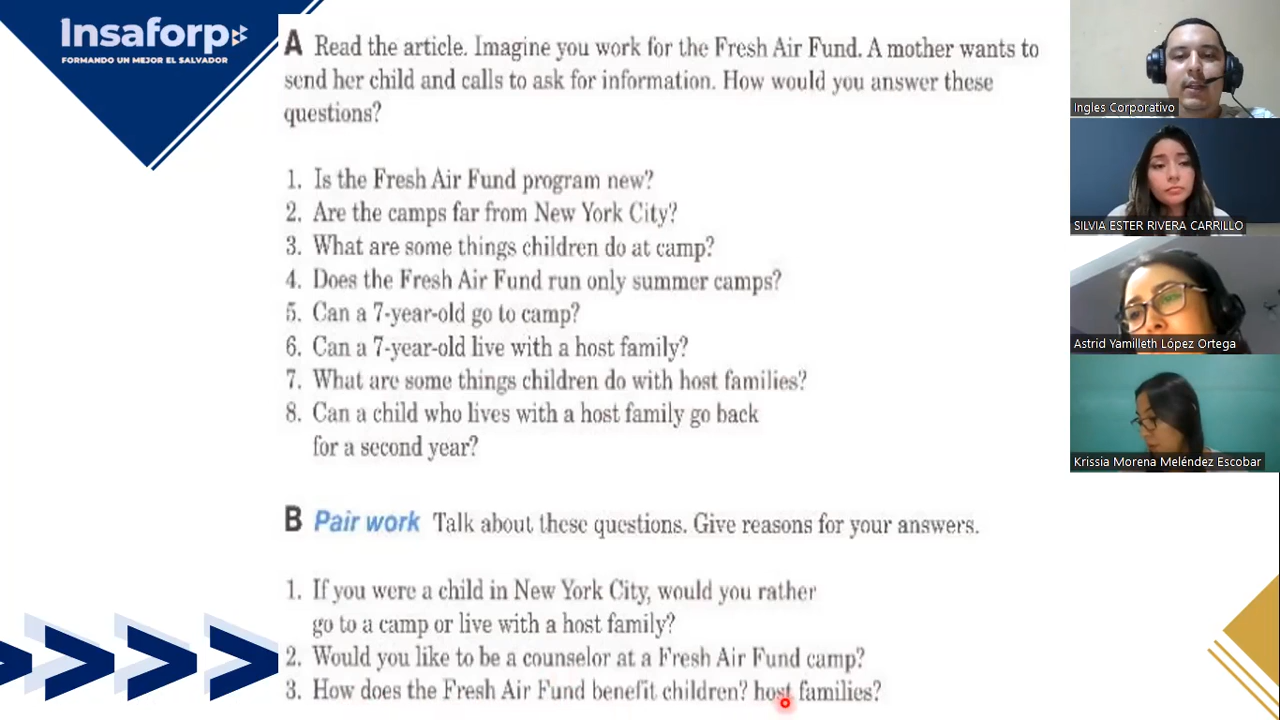 Insaforp
FORMANDO UN MEJOR EL SALVADOR
A Read the article. Imagine you work for the Fresh Air Fund. A mother wants to
send her child and calls to ask for information. How would you answer these
questions?
1. Is the Fresh Air Fund program new?
2. Are the camps far from New York City?
3. What are some things children do at camp?
4. Does the Fresh Air Fund run only summer camps?
5. Can a 7-year-old go to camp?
6. Can a 7-year-old live with a host family?
7. What are some things children do with host families?
8. Can a child who lives with a host family go back
for a second year?
B Pair work Talk about these questions. Give reasons for your answers.
1. If you were a child in New York City, would you rather
go to a camp or live with a host family?
2. Would you like to be a counselor at a Fresh Air Fund camp?
3. How does the Fresh Air Fund benefit children? host families?
Ingles Corporativo
SILVIA ESTER RIVERA CARRILLO
Astrid Yamilleth López Ortega
Krissia Morena Meléndez Escobar